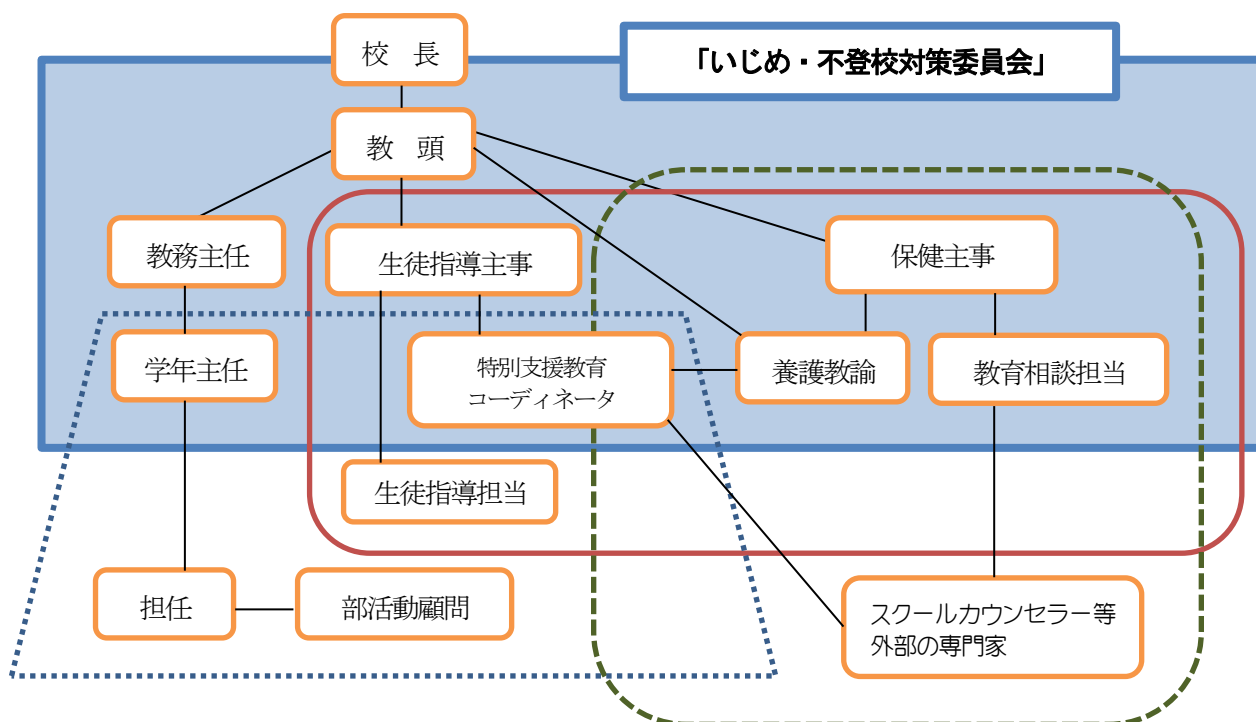 校　長
「いじめ・不登校対策委員会」
教　頭
教務主任
生徒指導主事
保健主事
学年主任
特別支援教育
コーディネータ
養護教諭
教育相談担当
生徒指導担当
担任
部活動顧問
スクールカウンセラー等
外部の専門家